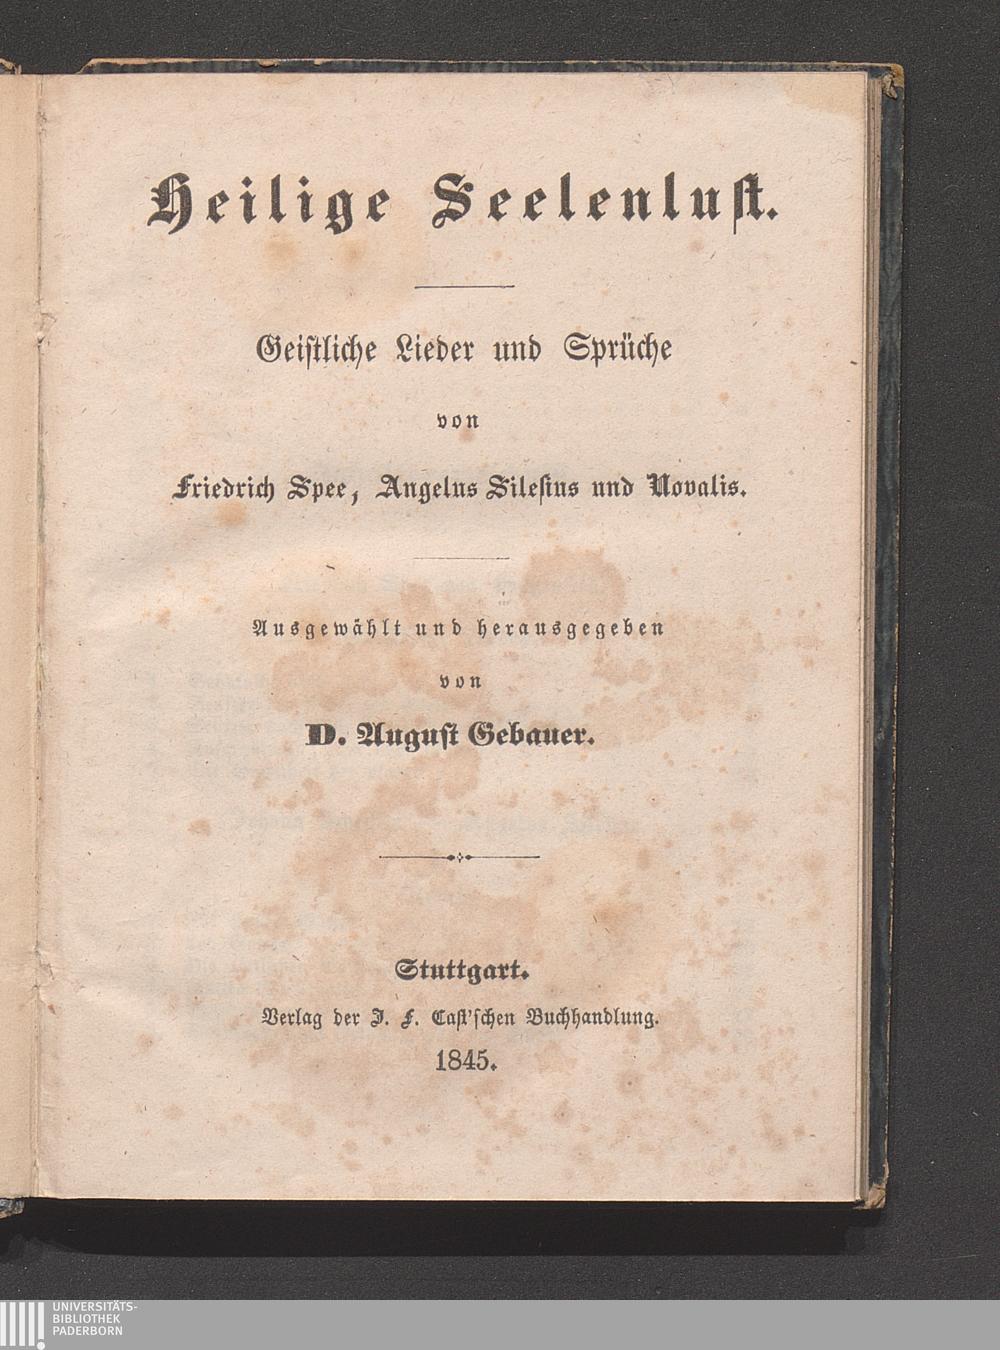 Heilige Seelenlust.
Geistliche Lieder und Sprüche
von
Friedrich Spee, Angelus Silesius und Novalis.
Ausgewählt und herausgegeben
von
D. August Gebauer.
Stuttgart.
Verlag der J. F. Cast'schen Buchhandlung.
1845.
UNIVERSITÄTS-
BIBLIOTHEK
PADERBORN